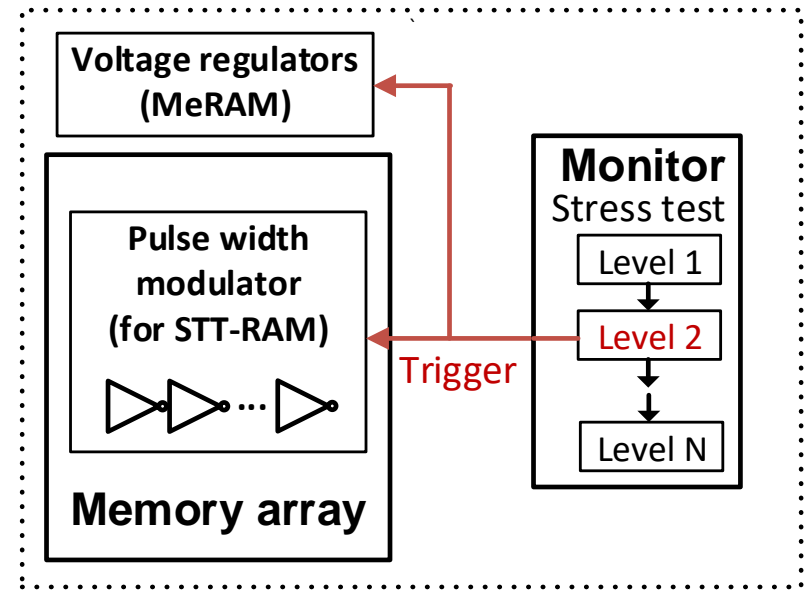 Voltage regulators
(MeRAM)
Pulse width
modulator
(for STT-RAM)
...
Memory array
Trigger
Monitor
Stress test
Level 1
Level 2
Level N